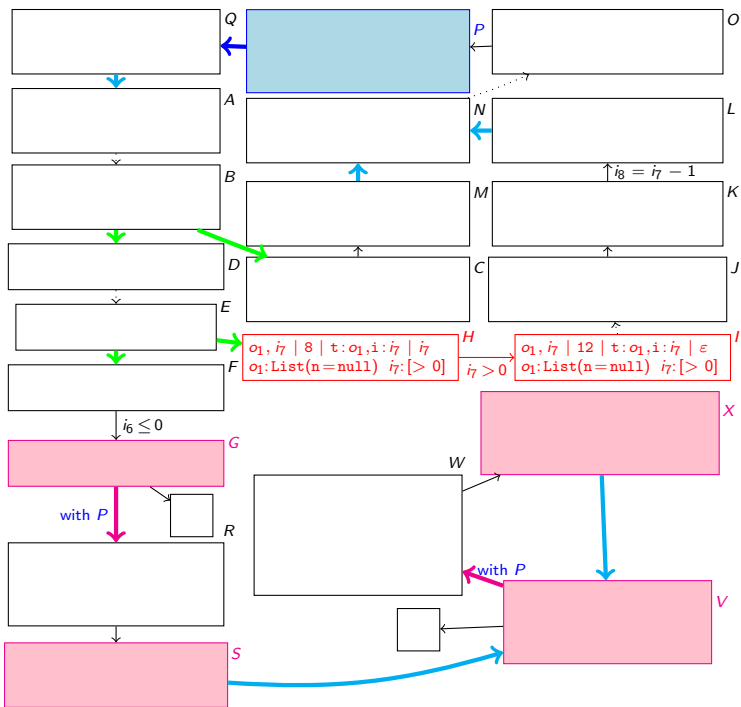 Q
P
O
A
N
L
B
i₈ = i₇ − 1
M
K
D
C
J
E
H
I
o₁, i₇ | 8 | t:o₁,i:i₇ | i₇
o₁:List(n=null) i₇:[> 0]
i₇ > 0
o₁, i₇ | 12 | t:o₁,i:i₇ | ε
o₁:List(n=null) i₇:[> 0]
F
i₆ ≤ 0
X
G
W
with P
R
with P
V
S